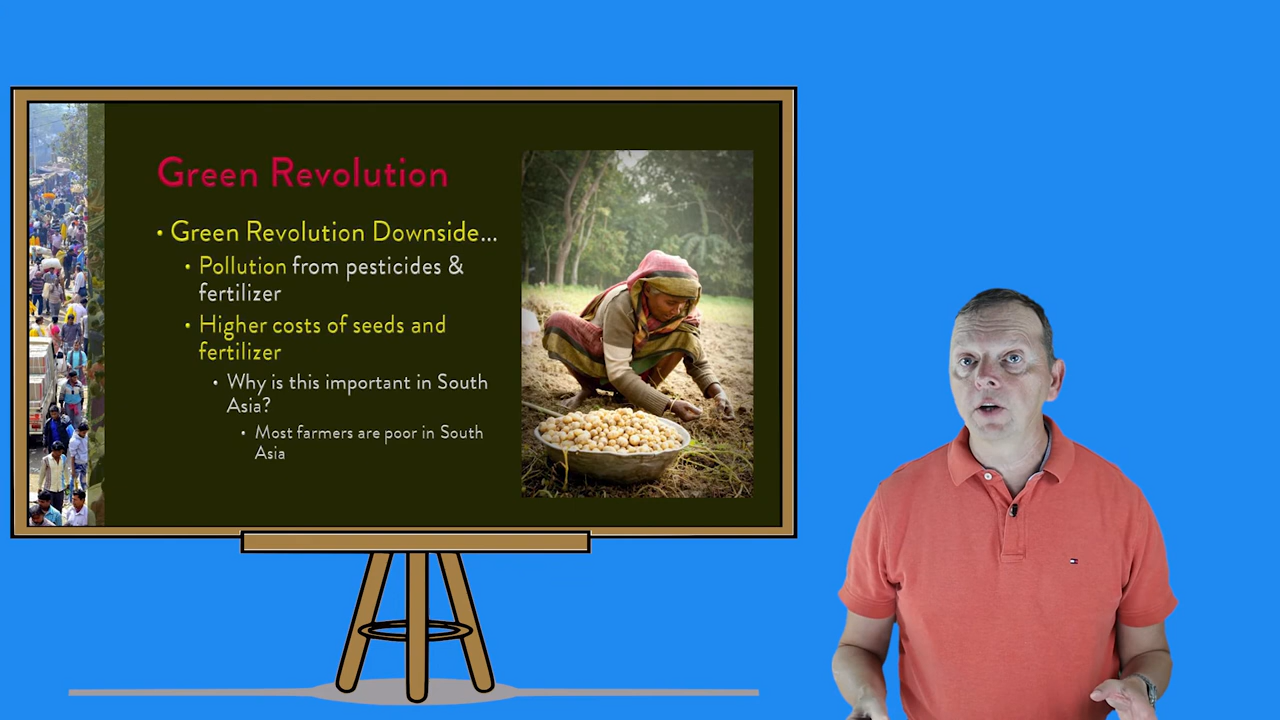 Green Revolution
• Green Revolution Downside...
• Pollution from pesticides &
fertilizer
• Higher costs of seeds and
fertilizer
• Why is this important in South
Asia?
• Most farmers are poor in South
Asia